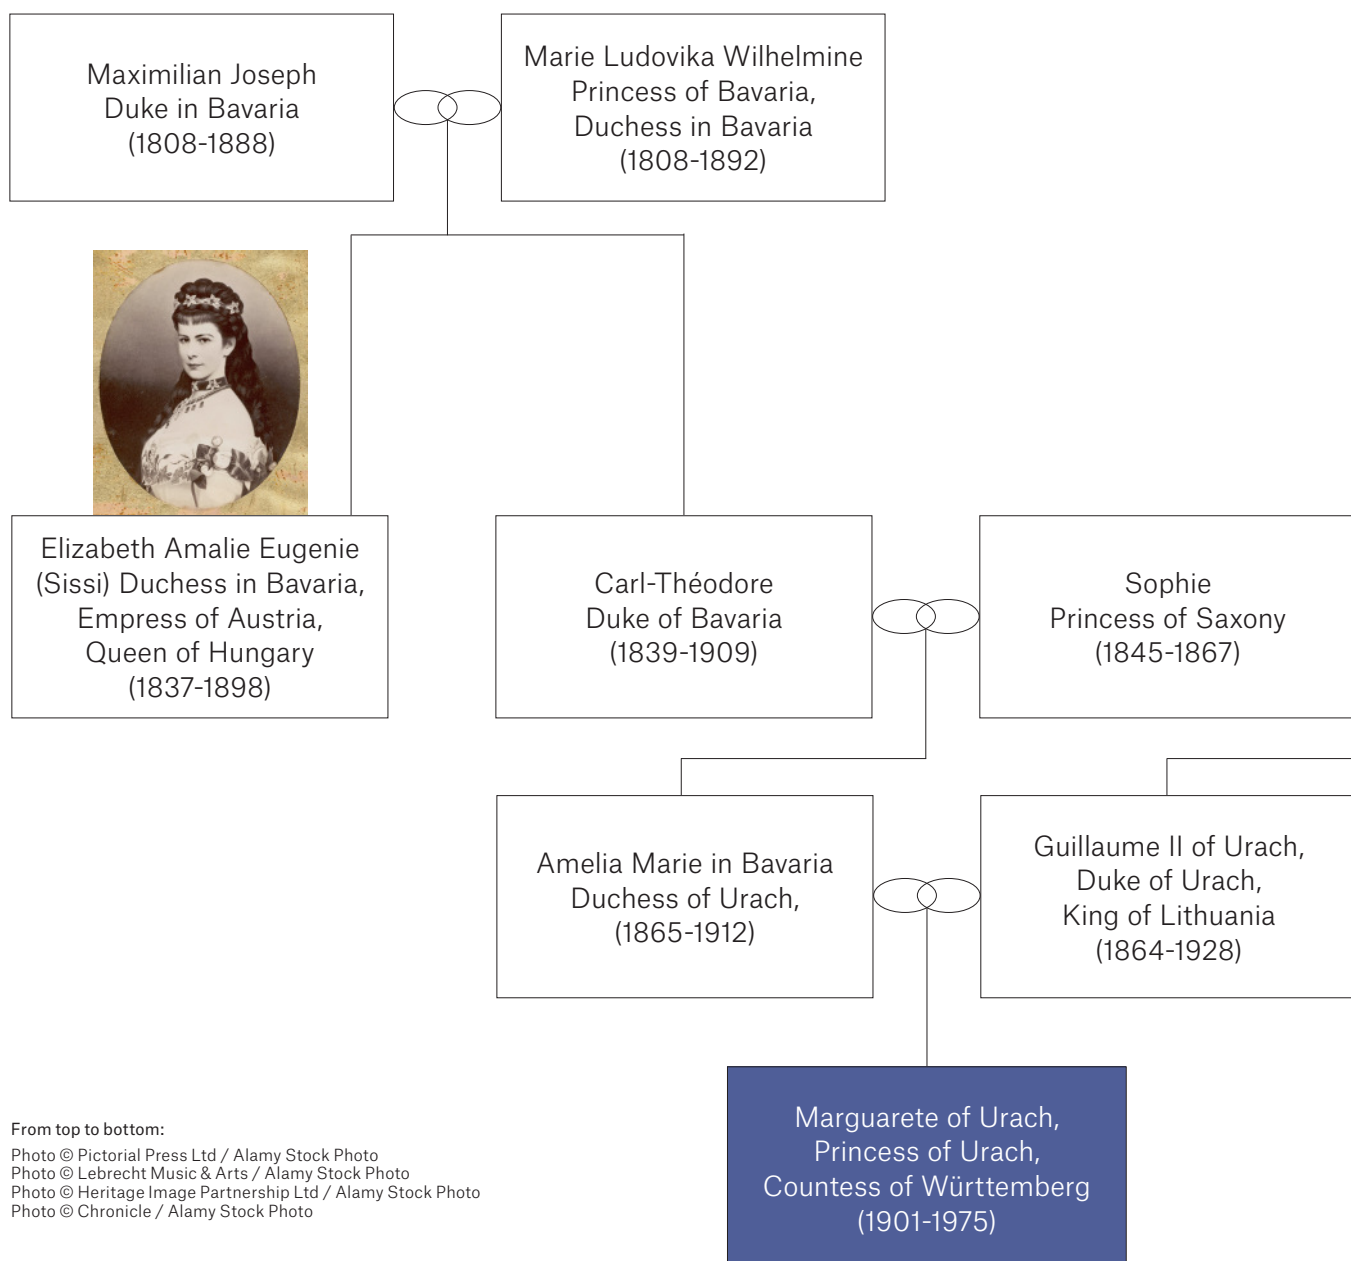 Maximilian Joseph
Duke in Bavaria
(1808-1888)
Marie Ludovika Wilhelmine
Princess of Bavaria,
Duchess in Bavaria
(1808-1892)
Elizabeth Amalie Eugenie
(Sissi) Duchess in Bavaria,
Empress of Austria,
Queen of Hungary
(1837-1898)
Carl-Théodore
Duke of Bavaria
(1839-1909)
Sophie
Princess of Saxony
(1845-1867)
Amelia Marie in Bavaria
Duchess of Urach,
(1865-1912)
Guillaume II of Urach,
Duke of Urach,
King of Lithuania
(1864-1928)
Marguarete of Urach,
Princess of Urach,
Countess of Württemberg
(1901-1975)
From top to bottom:
Photo © Pictorial Press Ltd / Alamy Stock Photo
Photo © Lebrecht Music & Arts / Alamy Stock Photo
Photo © Heritage Image Partnership Ltd / Alamy Stock Photo
Photo © Chronicle / Alamy Stock Photo